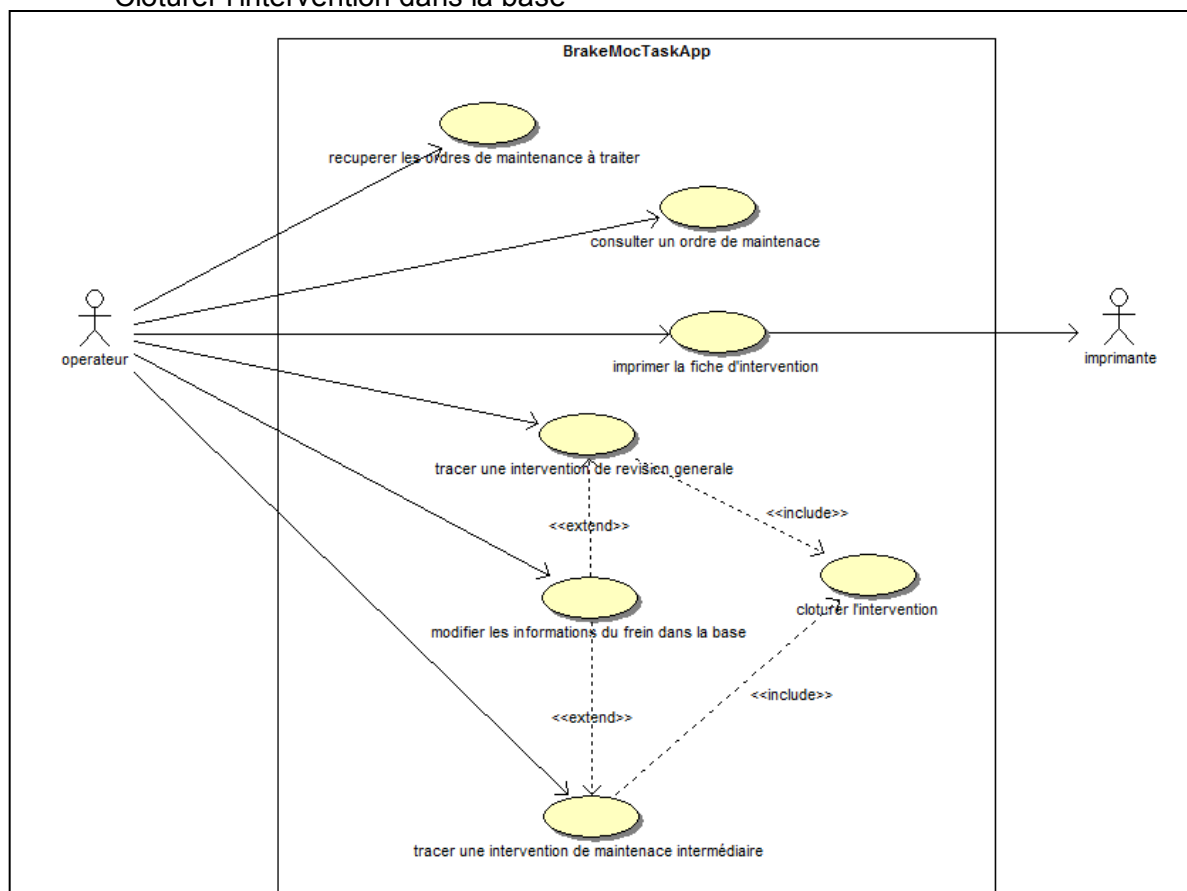 Cloturer l'intervention dans la base
BrakeMocTaskApp
recuperer les ordres de maintenance à traiter
consulter un ordre de maintenace
operateur
imprimer la fiche d'intervention
imprimante
tracer une intervention de revision generale
<<include>>
<<extend>>
cloturer l'intervention
modifier les informations du frein dans la base
<<include>>
<<extend>>
tracer une intervention de maintenace intermédiaire